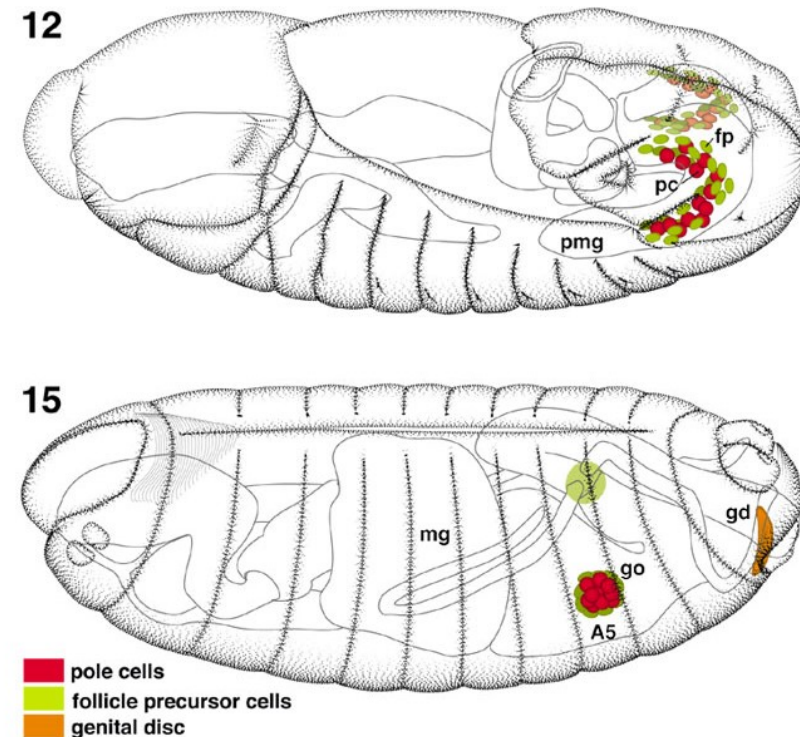 12
fp
pc
pmg
15
mg
gd
go
A5
pole cells
follicle precursor cells
genital disc